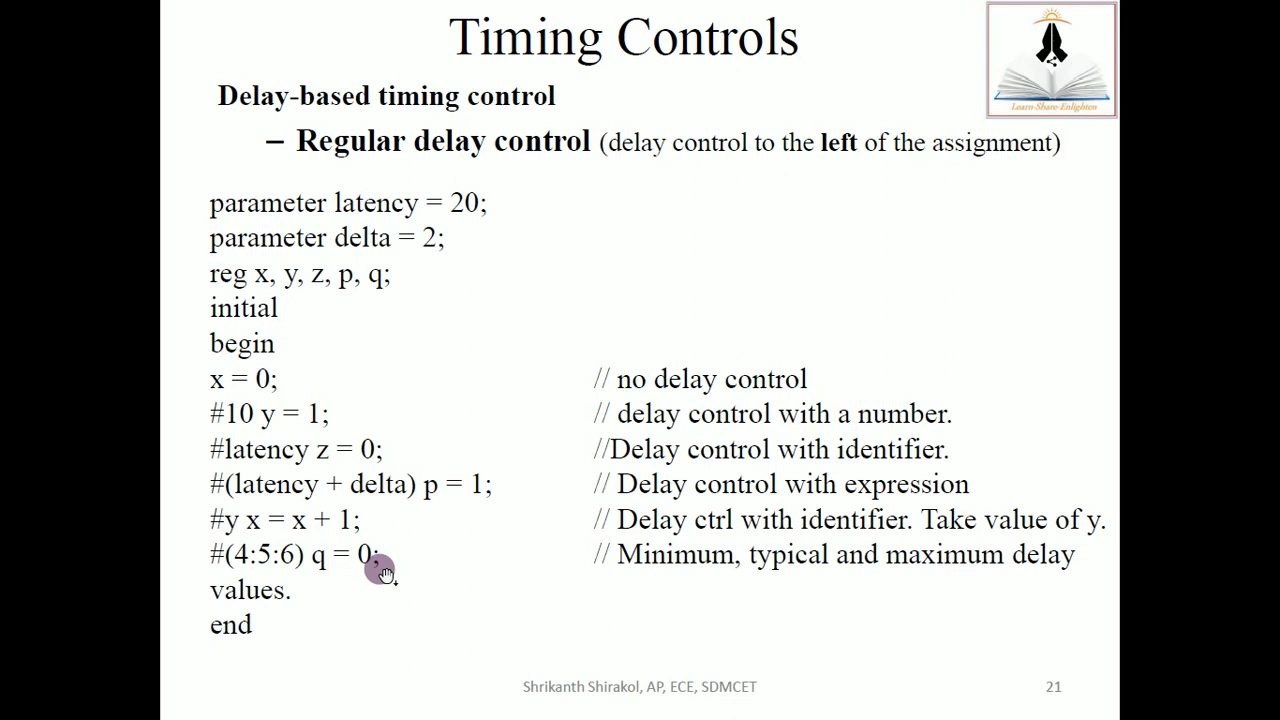 Timing Controls
Learn-Share-Enlighten
Delay-based timing control
– Regular delay control (delay control to the left of the assignment)
parameter latency = 20;
parameter delta = 2;
reg x, y, z, p, q;
initial
begin
x = 0; // no delay control
#10 y = 1; // delay control with a number.
#latency z = 0; //Delay control with identifier.
#(latency + delta) p = 1; // Delay control with expression
#y x = x + 1; // Delay ctrl with identifier. Take value of y.
#(4:5:6) q = 0; // Minimum, typical and maximum delay
values.
end
Shrikanth Shirakol, AP, ECE, SDMCET 21